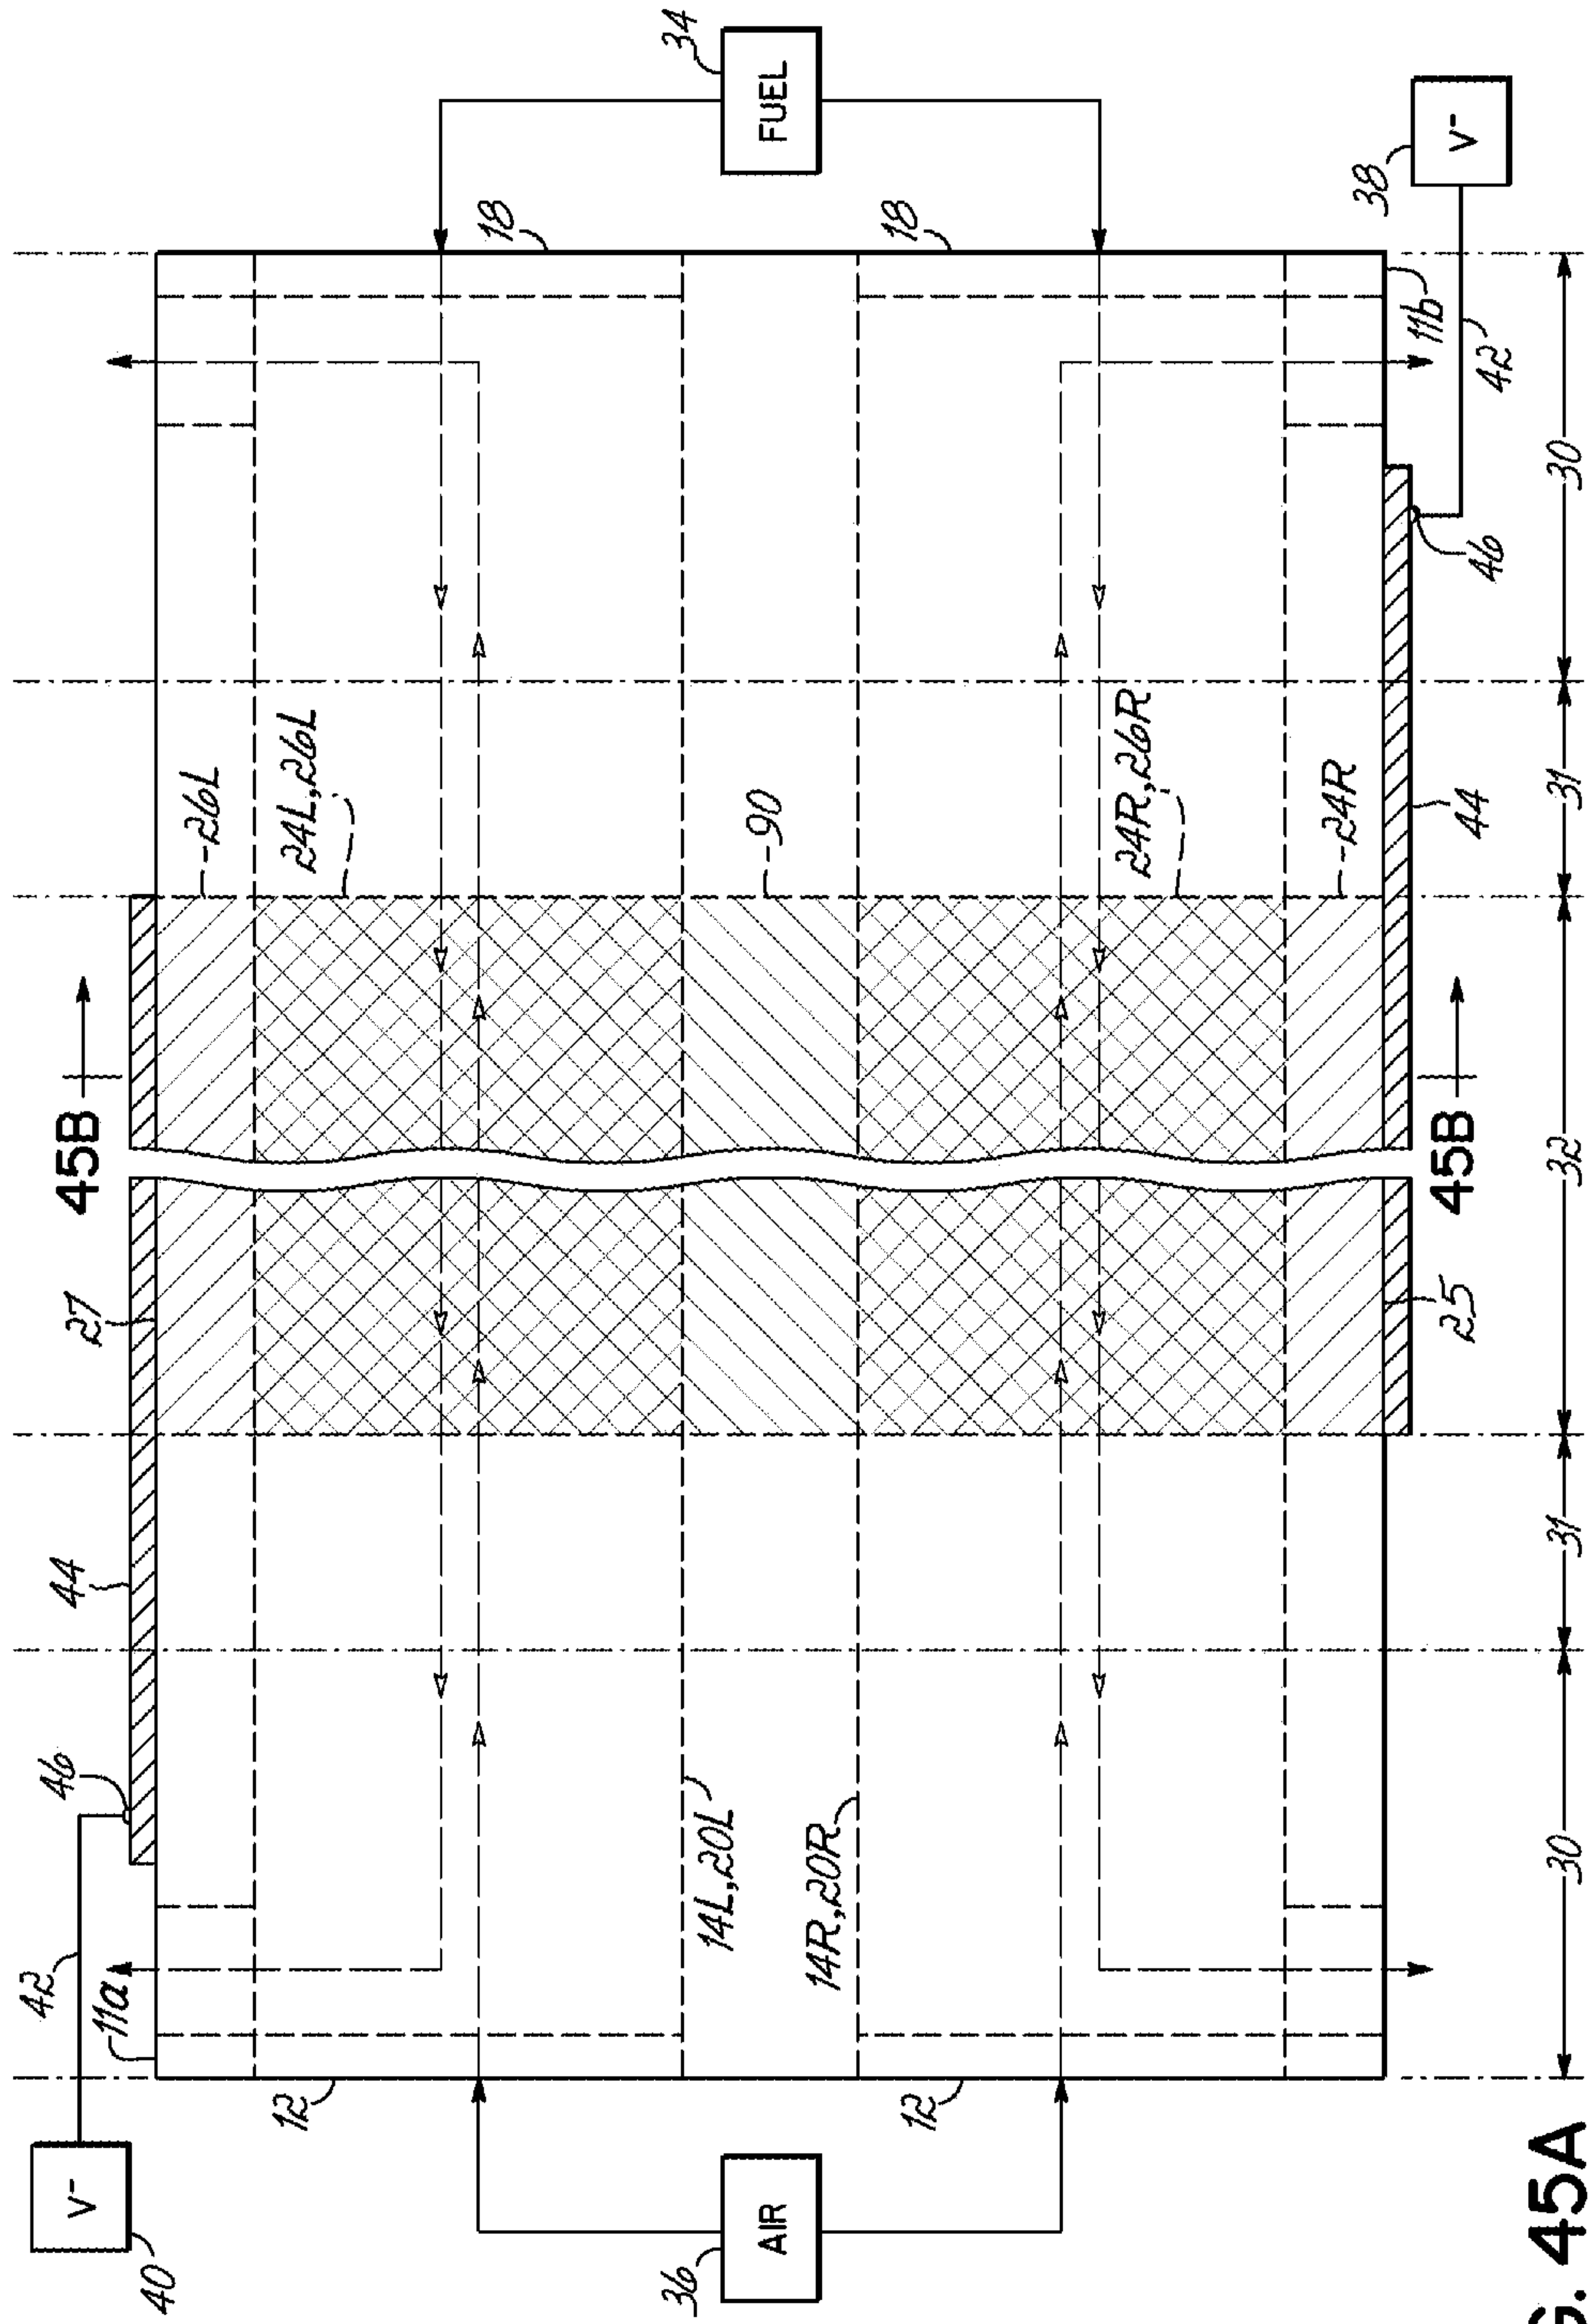 40
V-
42
11a
46
44
27
45B
26L
24L,26L
12
18
36
AIR
14L,20L
90
34
FUEL
14R,20R
12
18
24R,26R
24R
25
45B
44
46
42
11b
38
V-
30 31 32 31 30
G. 45A